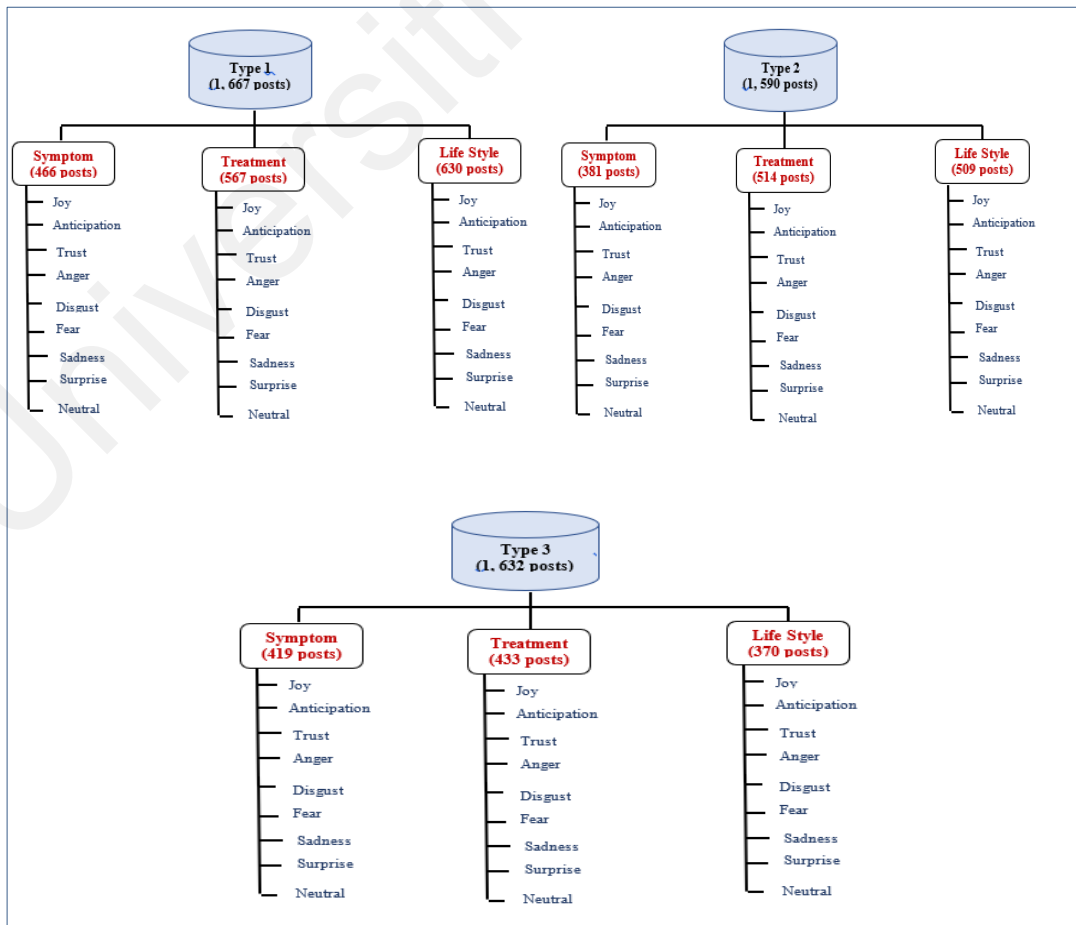 Universiti
Type 1
(1, 667 posts)
Symptom
(466 posts)
Joy
Anticipation
Trust
Anger
Disgust
Fear
Sadness
Surprise
Neutral
Treatment
(567 posts)
Joy
Anticipation
Trust
Anger
Disgust
Fear
Sadness
Surprise
Neutral
Life Style
(630 posts)
Joy
Anticipation
Trust
Anger
Disgust
Fear
Sadness
Surprise
Neutral
Type 2
(1, 590 posts)
Symptom
(381 posts)
Joy
Anticipation
Trust
Anger
Disgust
Fear
Sadness
Surprise
Neutral
Treatment
(514 posts)
Joy
Anticipation
Trust
Anger
Disgust
Fear
Sadness
Surprise
Neutral
Life Style
(509 posts)
Joy
Anticipation
Trust
Anger
Disgust
Fear
Sadness
Surprise
Neutral
Type 3
(1, 632 posts)
Symptom
(419 posts)
Joy
Anticipation
Trust
Anger
Disgust
Fear
Sadness
Surprise
Neutral
Treatment
(433 posts)
Joy
Anticipation
Trust
Anger
Disgust
Fear
Sadness
Surprise
Neutral
Life Style
(370 posts)
Joy
Anticipation
Trust
Anger
Disgust
Fear
Sadness
Surprise
Neutral